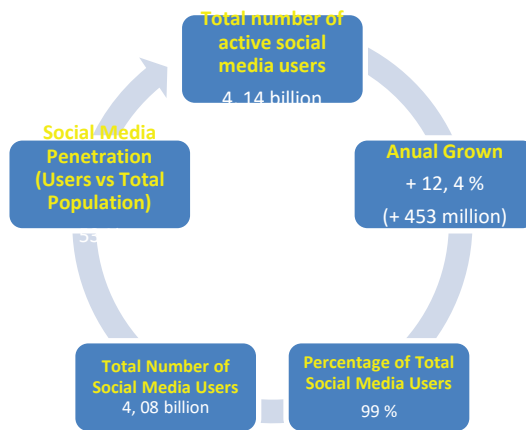 Total number of
active social
media users
4, 14 billion
Anual Grown
+ 12, 4 %
(+ 453 million)
Percentage of Total
Social Media Users
99 %
Total Number of
Social Media Users
4, 08 billion
Social Media
Penetration
(Users vs Total
Population)